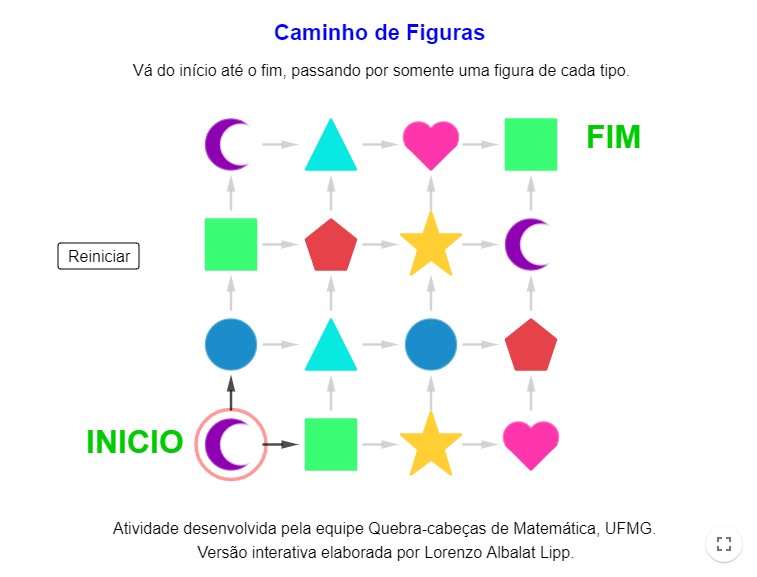 Caminho de Figuras
Vá do início até o fim, passando por somente uma figura de cada tipo.
FIM
Reiniciar
INICIO
Atividade desenvolvida pela equipe Quebra-cabeças de Matemática, UFMG.
Versão interativa elaborada por Lorenzo Albalat Lipp.